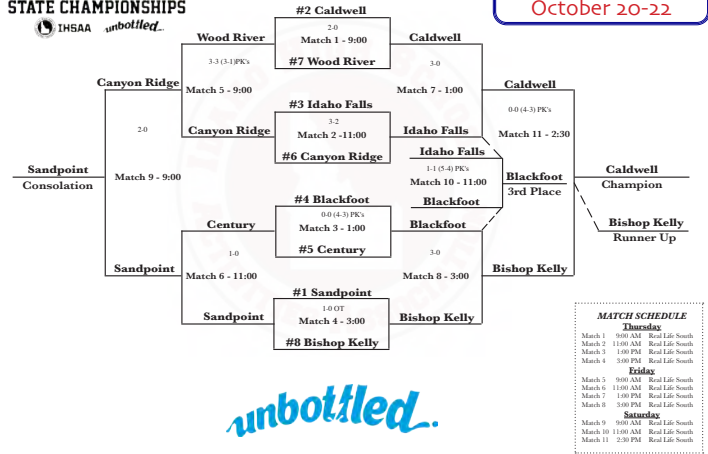 STATE CHAMPIONSHIPS
IHSAA unbottled.
October 20-22
#2 Caldwell
2-0
Match 1 - 9:00
#7 Wood River
Wood River
3-3 (3-1)PK's
Match 5 - 9:00
Canyon Ridge
Canyon Ridge
2-0
Match 9 - 9:00
#3 Idaho Falls
3-2
Match 2 -11:00
#6 Canyon Ridge
Caldwell
3-0
Match 7 - 1:00
Idaho Falls
Caldwell
0-0 (4-3) PK's
Match 11 - 2:30
Idaho Falls
1-1 (5-4) PK's
Match 10 - 11:00
Blackfoot
Blackfoot
3rd Place
Sandpoint
Consolation
Caldwell
Champion
Bishop Kelly
Runner Up
#4 Blackfoot
0-0 (4-3) PK's
Match 3 - 1:00
#5 Century
Century
1-0
Match 6 - 11:00
Sandpoint
Sandpoint
Blackfoot
3-0
Match 8 - 3:00
Bishop Kelly
Bishop Kelly
#1 Sandpoint
1-0 OT
Match 4 - 3:00
#8 Bishop Kelly
MATCH SCHEDULE
Thursday
Match 1 9:00 AM Real Life South
Match 2 11:00 AM Real Life South
Match 3 1:00 PM Real Life South
Match 4 3:00 PM Real Life South
Friday
Match 5 9:00 AM Real Life South
Match 6 11:00 AM Real Life South
Match 7 1:00 PM Real Life South
Match 8 3:00 PM Real Life South
Saturday
Match 9 9:00 AM Real Life South
Match 10 11:00 AM Real Life South
Match 11 2:30 PM Real Life South
unbottled.